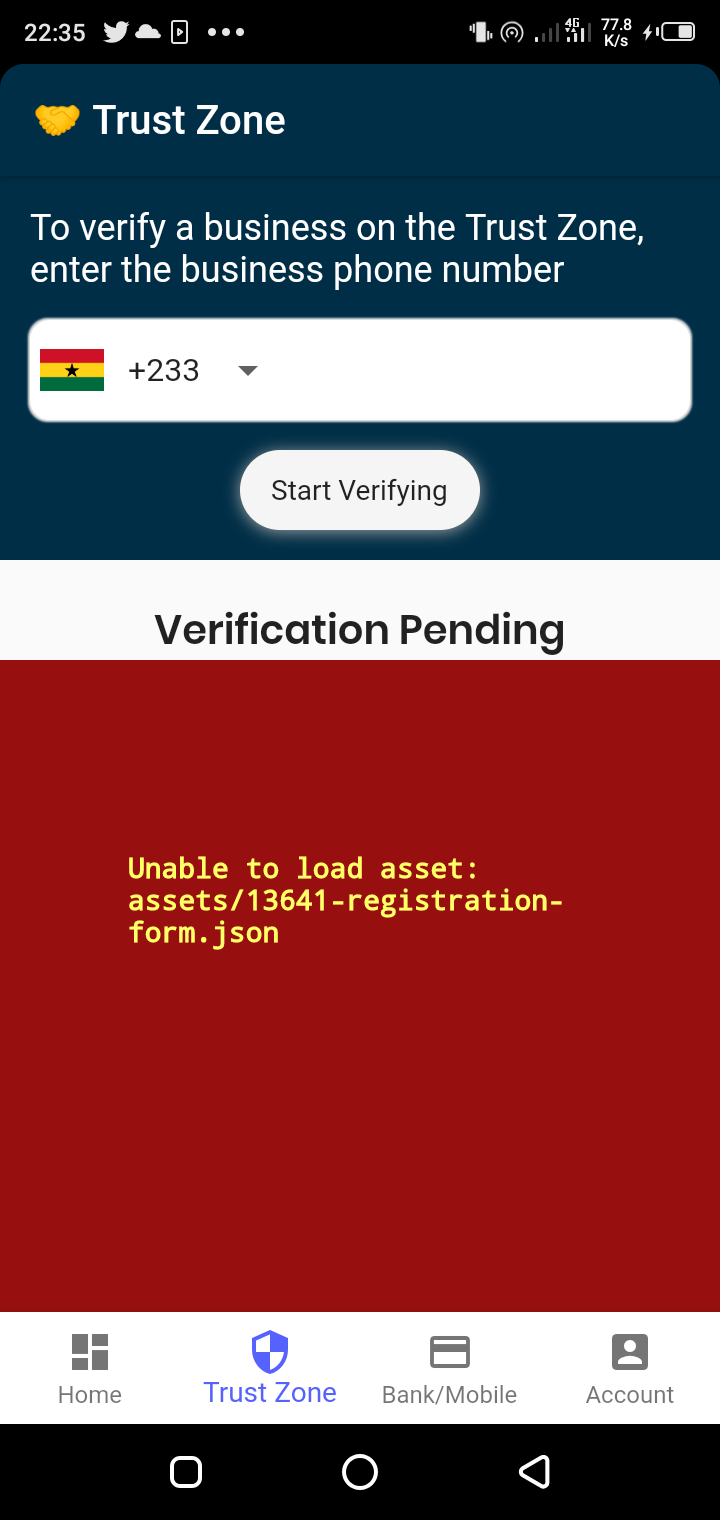 22:35
4G
77.8
K/s
🤝 Trust Zone
To verify a business on the Trust Zone,
enter the business phone number
+233
Start Verifying
Verification Pending
Unable to load asset:
assets/13641-registration-
form.json
Home
Trust Zone
Bank/Mobile
Account